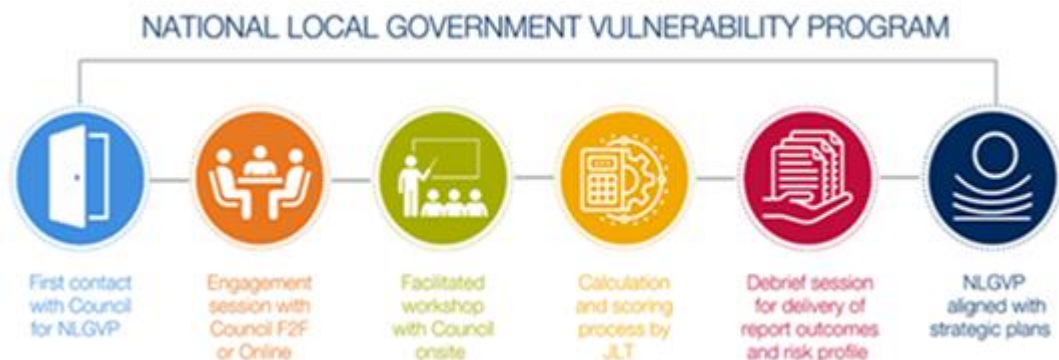 NATIONAL LOCAL GOVERNMENT VULNERABILITY PROGRAM
First contact
with Council
for NLGVP
Engagement
session with
Council F2F
or Online
Facilitated
workshop
with Council
onsite
Calculation
and scoring
process by
JLT
Debrief session
for delivery of
report outcomes
and risk profile
NLGVP
aligned with
strategic plans